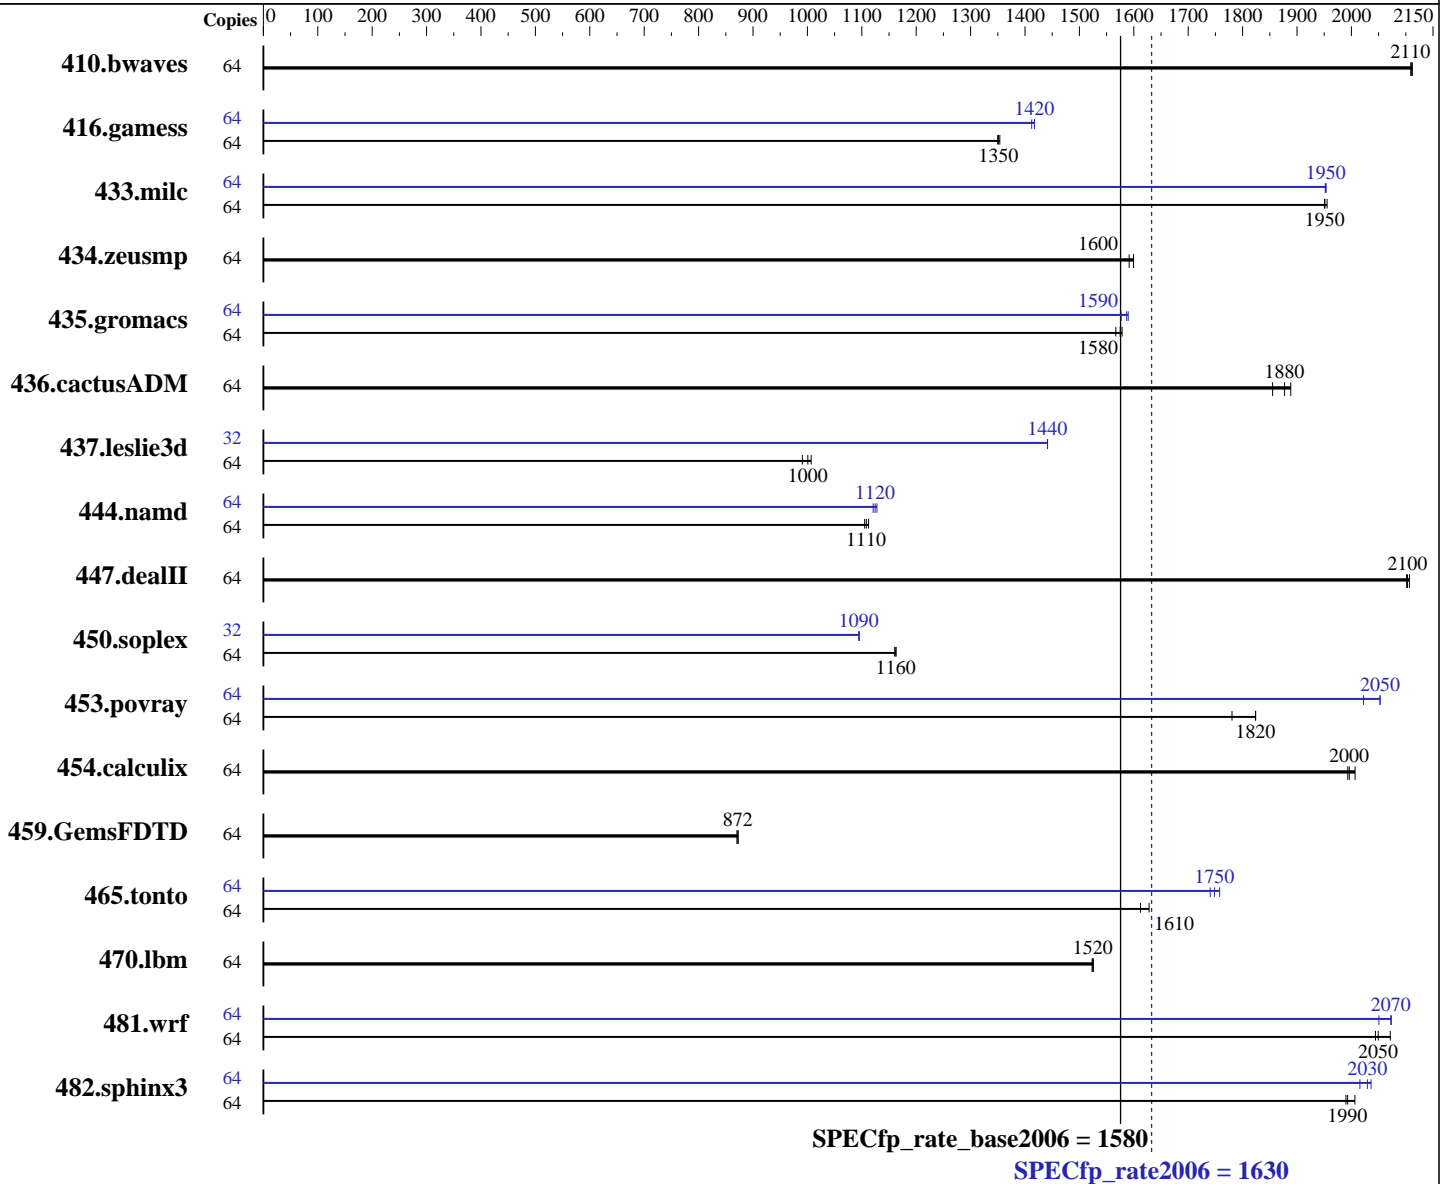 Copies 0 100 200 300 400 500 600 700 800 900 1000 1100 1200 1300 1400 1500 1600 1700 1800 1900 2000 2150
410.bwaves 64 2110
416.gamess 64 1420
64 1350
433.milc 64 1950
64 1950
434.zeusmp 64 1600
435.gromacs 64 1590
64 1580
436.cactusADM 64 1880
437.leslie3d 32 1440
64 1000
444.namd 64 1120
64 1110
447.dealII 64 2100
450.soplex 32 1090
64 1160
453.povray 64 2050
64 1820
454.calculix 64 2000
459.GemsFDTD 64 872
465.tonto 64 1750
64 1610
470.lbm 64 1520
481.wrf 64 2070
64 2050
482.sphinx3 64 2030
64 1990
SPECfp_rate_base2006 = 1580
SPECfp_rate2006 = 1630